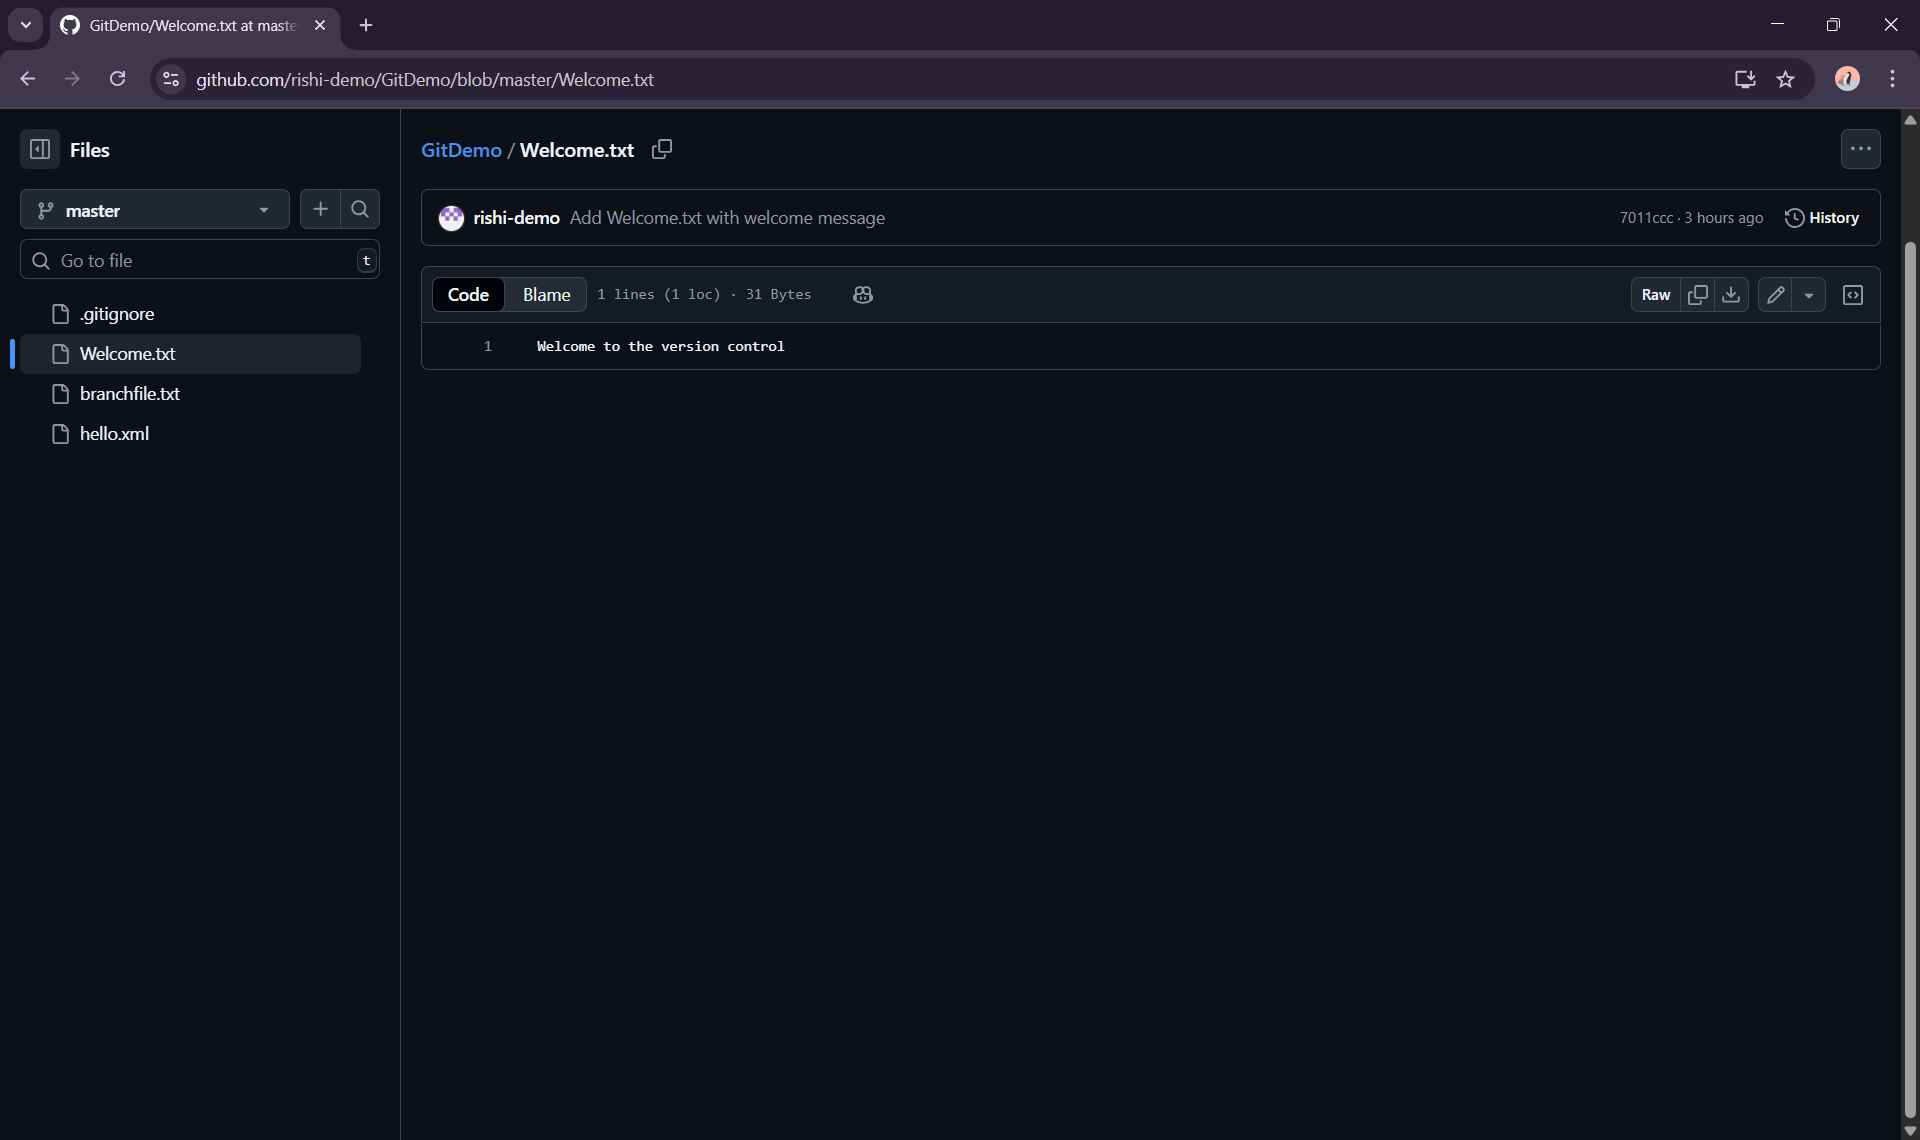 GitDemo/Welcome.txt at maste
github.com/rishi-demo/GitDemo/blob/master/Welcome.txt
Files
master
Go to file
t
.gitignore
Welcome.txt
branchfile.txt
hello.xml
GitDemo / Welcome.txt
rishi-demo Add Welcome.txt with welcome message 7011ccc · 3 hours ago History
Code Blame 1 lines (1 loc) · 31 Bytes Raw
1 Welcome to the version control